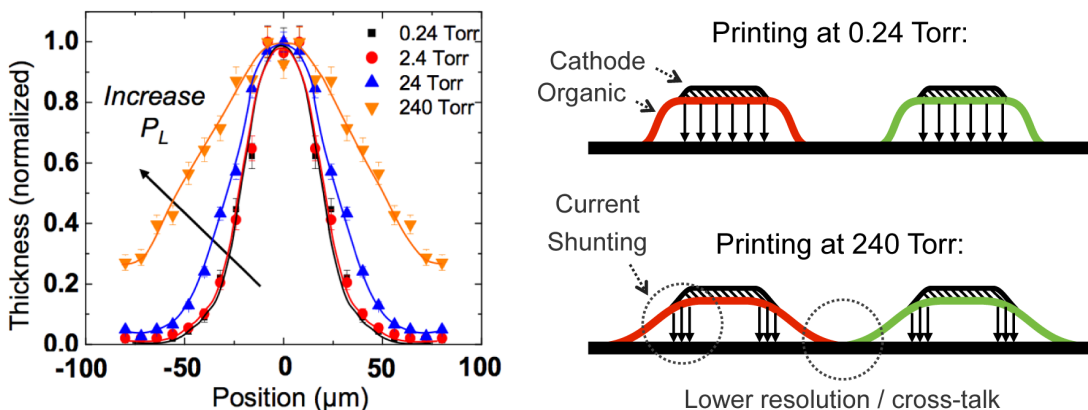 Thickness (normalized)
1.0
0.8
0.6
0.4
0.2
0.0
-100
-50
0
50
100
Position (µm)
Increase
P_L
0.24 Torr
2.4 Torr
24 Torr
240 Torr
Printing at 0.24 Torr:
Cathode
Organic
Current
Shunting
Printing at 240 Torr:
Lower resolution / cross-talk